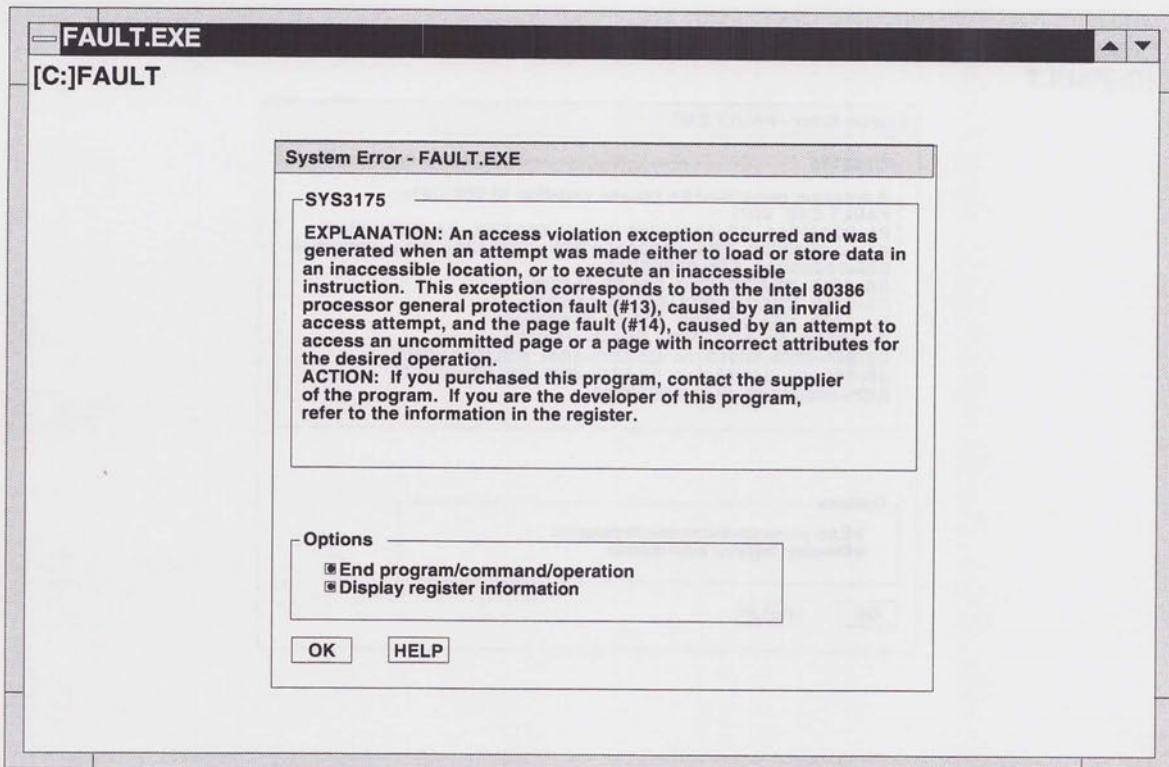 FAULT.EXE
[C:]FAULT
System Error - FAULT.EXE
SYS3175
EXPLANATION: An access violation exception occurred and was
generated when an attempt was made either to load or store data in
an inaccessible location, or to execute an inaccessible
instruction. This exception corresponds to both the Intel 80386
processor general protection fault (#13), caused by an invalid
access attempt, and the page fault (#14), caused by an attempt to
access an uncommitted page or a page with incorrect attributes for
the desired operation.
ACTION: If you purchased this program, contact the supplier
of the program. If you are the developer of this program,
refer to the information in the register.
Options
End program/command/operation
Display register information
OK HELP